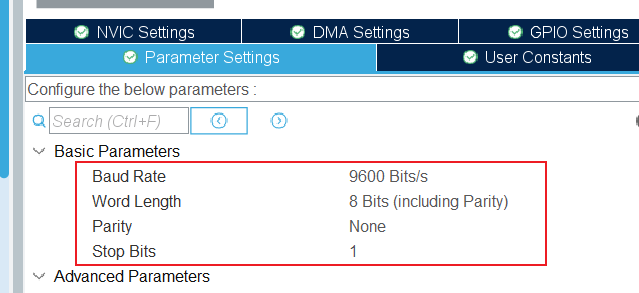 NVIC Settings DMA Settings GPIO Settings
Parameter Settings User Constants
Configure the below parameters :
Search (Ctrl+F)
Basic Parameters
Baud Rate 9600 Bits/s
Word Length 8 Bits (including Parity)
Parity None
Stop Bits 1
Advanced Parameters